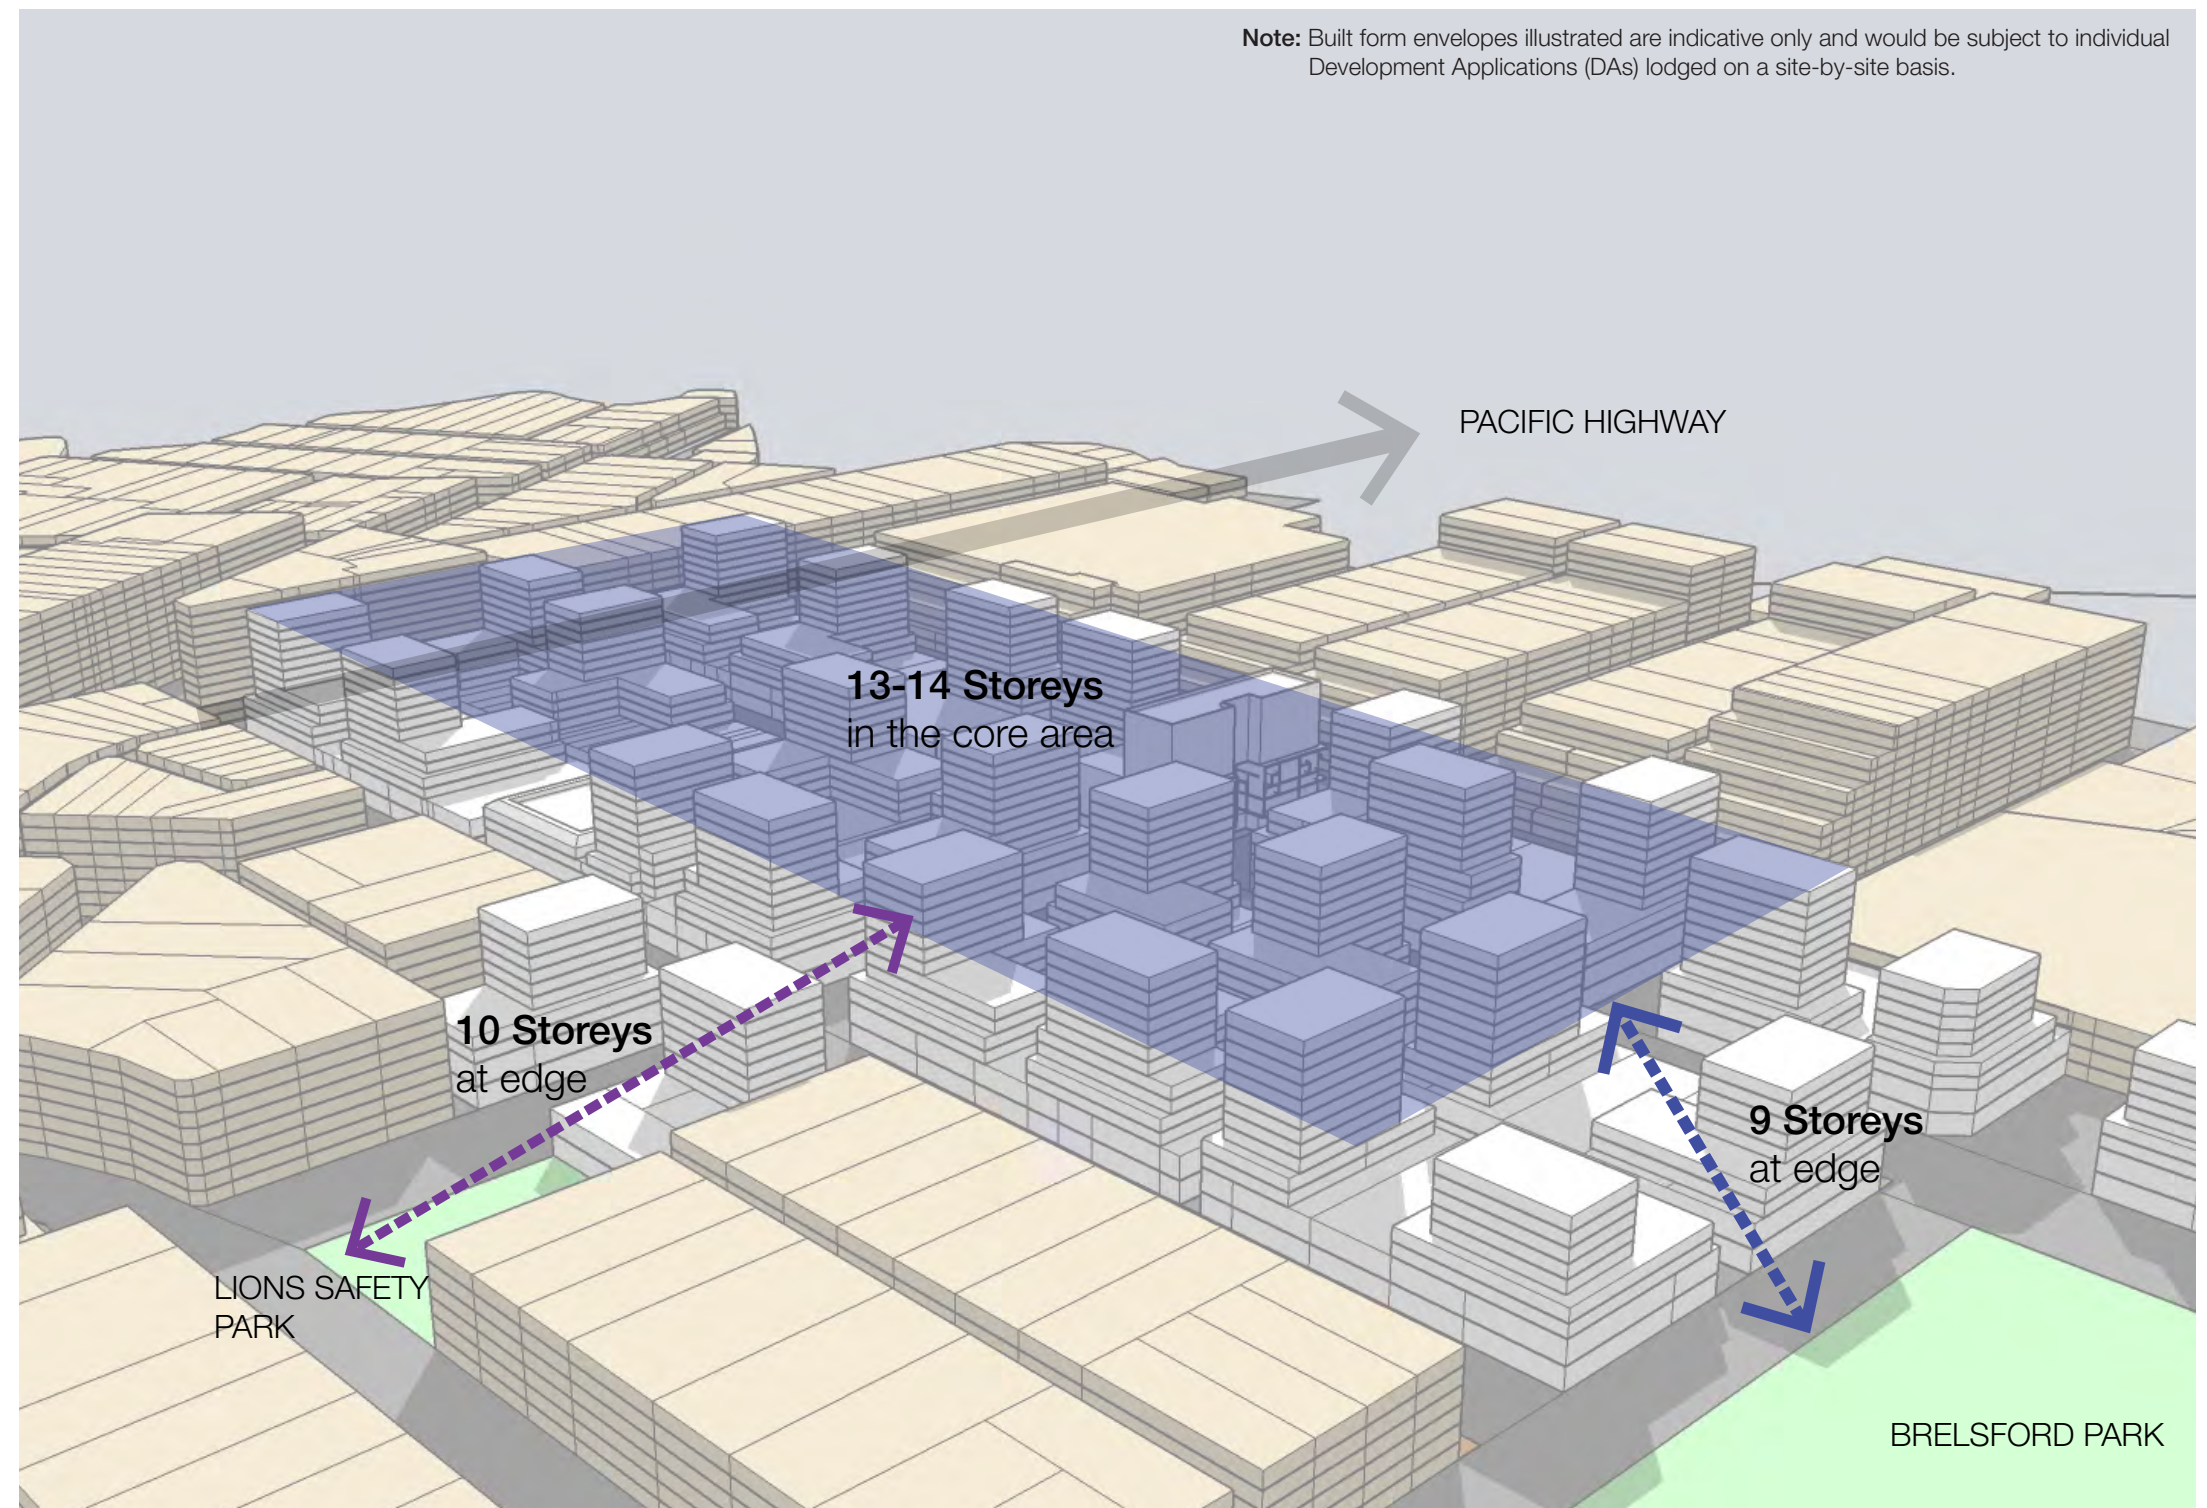 Note: Built form envelopes illustrated are indicative only and would be subject to individual
Development Applications (DAs) lodged on a site-by-site basis.
PACIFIC HIGHWAY
13-14 Storeys
in the core area
10 Storeys
at edge
9 Storeys
at edge
LIONS SAFETY
PARK
BRELSFORD PARK